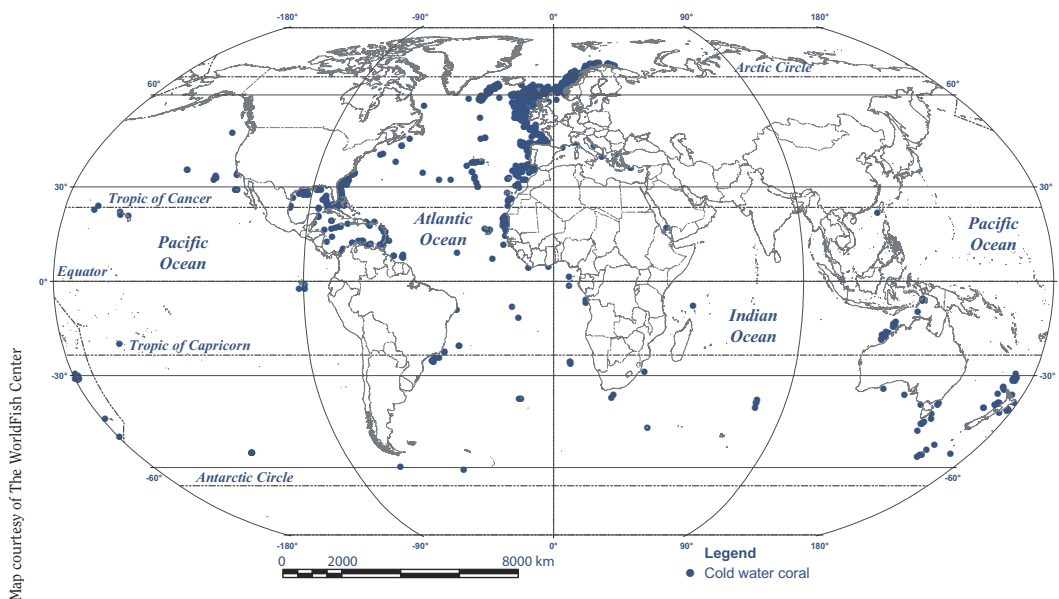 -180° -90° 0° 90° 180°
Arctic Circle
60° 60°
30° 30°
Tropic of Cancer
Atlantic
Ocean
Pacific
Ocean
Pacific
Ocean
Equator
0° 0°
Indian
Ocean
Tropic of Capricorn
-30° -30°
Antarctic Circle
-60° -60°
-180° -90° 0° 90° 180°
0 2000 8000 km
Legend
Cold water coral
Map courtesy of The WorldFish Center